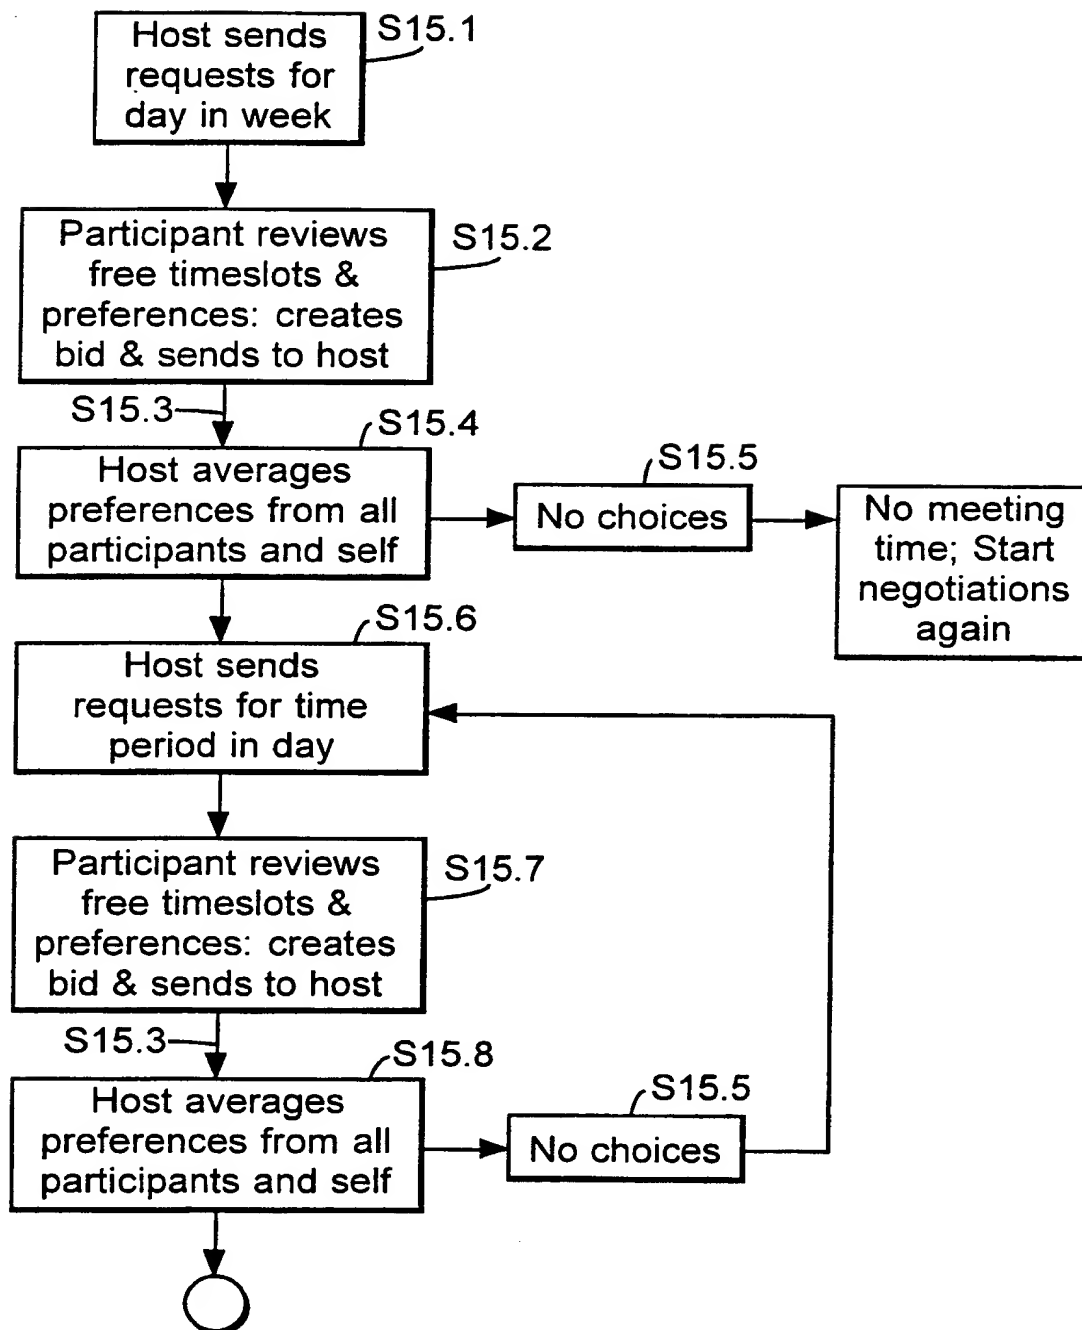 Host sends
requests for
day in week
S15.1
Participant reviews
free timeslots &
preferences: creates
bid & sends to host
S15.2
S15.3
S15.4
Host averages
preferences from all
participants and self
S15.5
No choices
No meeting
time; Start
negotiations
again
S15.6
Host sends
requests for time
period in day
Participant reviews
free timeslots &
preferences: creates
bid & sends to host
S15.7
S15.3
S15.8
Host averages
preferences from all
participants and self
S15.5
No choices